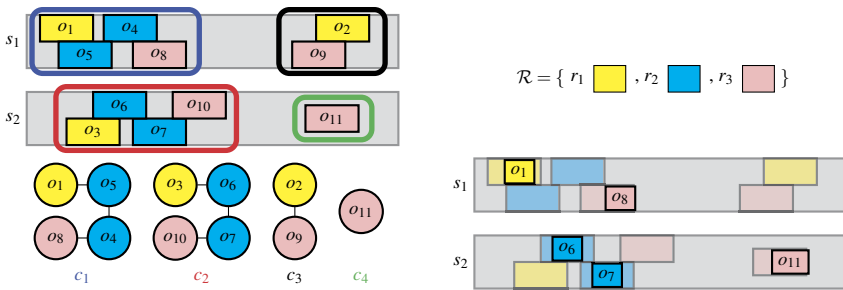 s₁ o₁ o₄ o₂
o₅ o₈ o₉
s₂ o₆ o₁₀ o₁₁
o₃ o₇
o₁ o₅ o₃ o₆ o₂ o₁₁
o₈ o₄ o₁₀ o₇ o₉
c₁ c₂ c₃ c₄
ℛ = { r₁ , r₂ , r₃ }
s₁ o₁
o₈
s₂ o₆ o₁₁
o₇